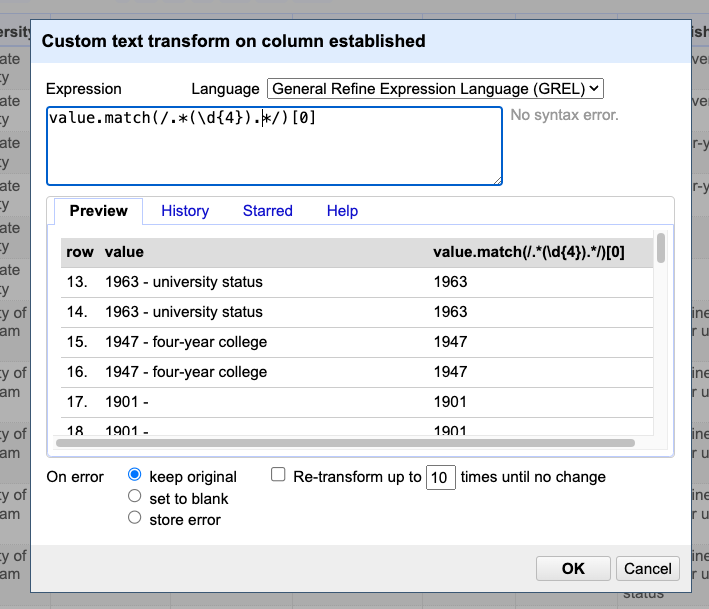 Custom text transform on column established
Expression
Language General Refine Expression Language (GREL)
value.match(/.*(\d{4}).*/)[0]
No syntax error.
Preview History Starred Help
row value value.match(/.*(\d{4}).*/)[0]
13. 1963 - university status 1963
14. 1963 - university status 1963
15. 1947 - four-year college 1947
16. 1947 - four-year college 1947
17. 1901 - 1901
18. 1901 - 1901
On error keep original Re-transform up to 10 times until no change
set to blank
store error
OK Cancel
status